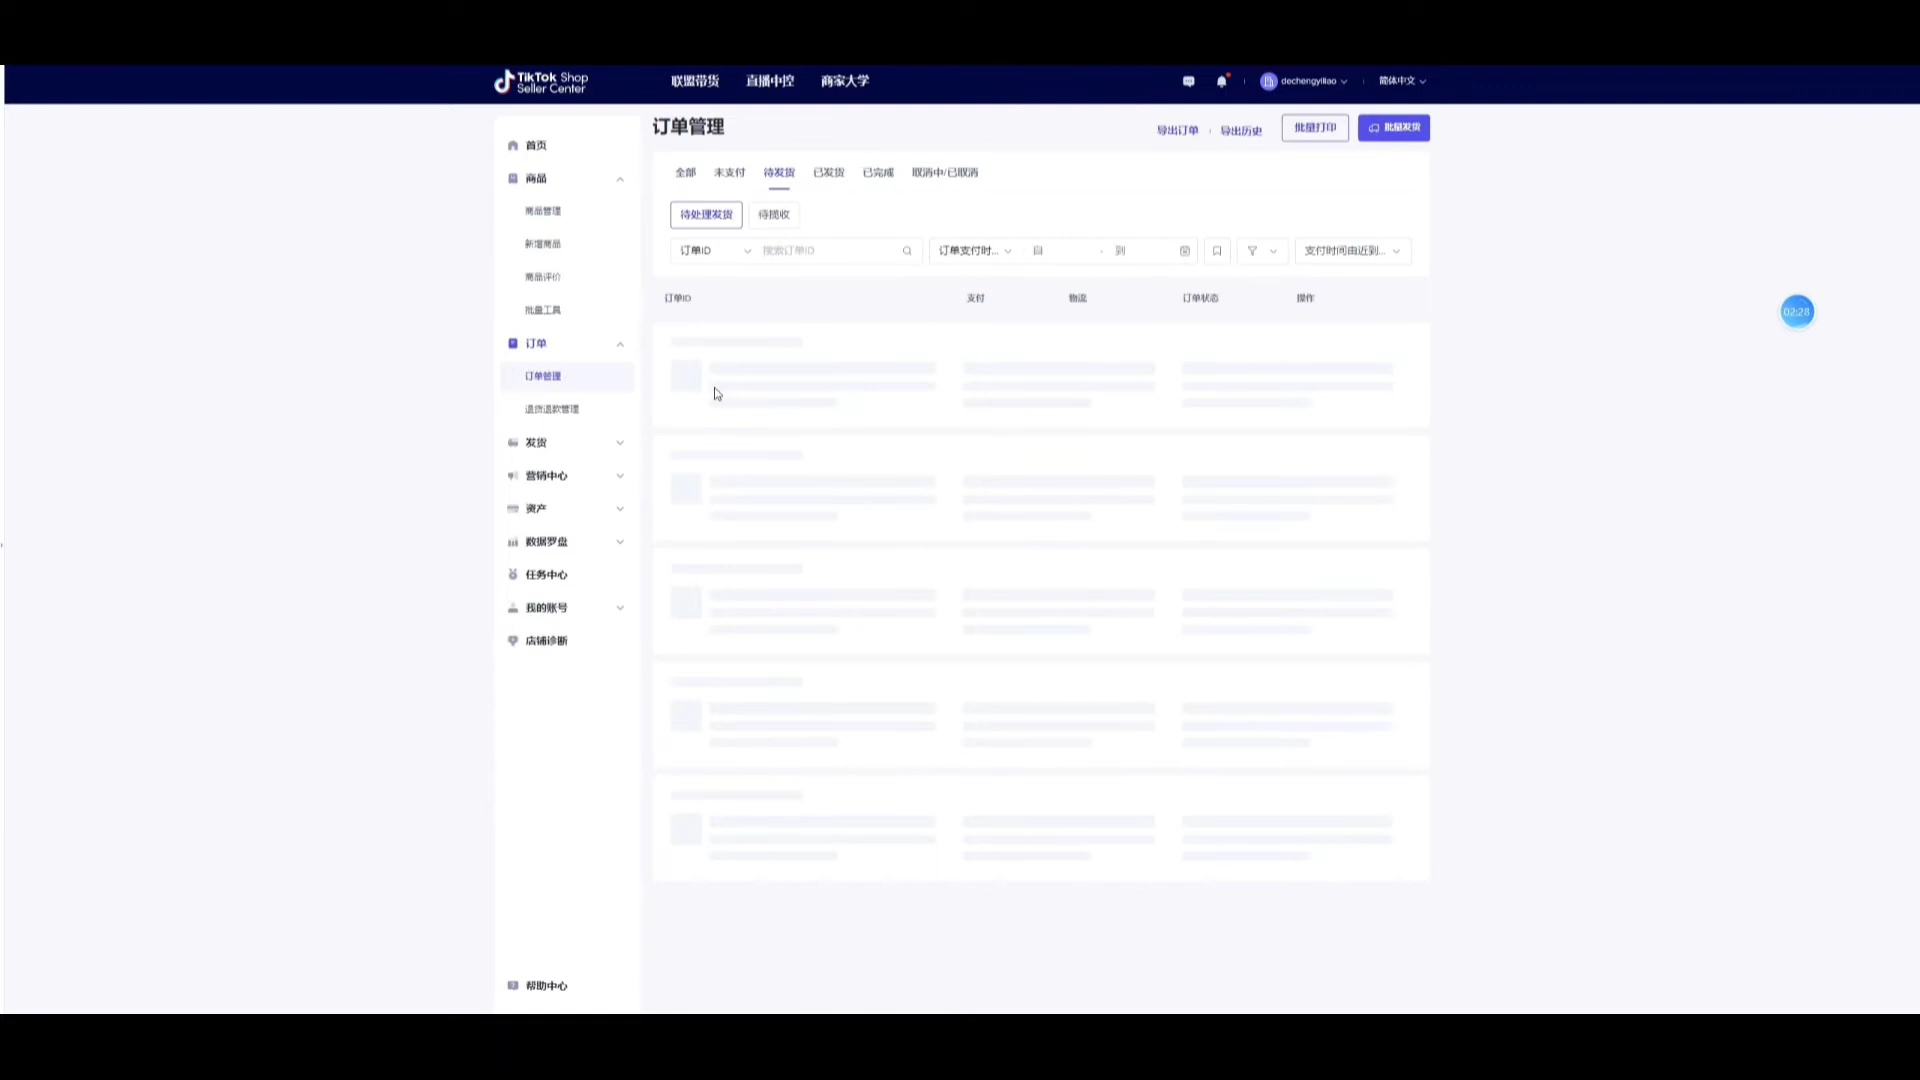 TikTok Shop
Seller Center
联盟带货 直播中控 商家大学
dechengyiliao
简体中文
首页
商品
商品管理
新增商品
商品评价
批量工具
订单
订单管理
退货退款管理
发货
营销中心
资产
数据罗盘
任务中心
我的账号
店铺诊断
帮助中心
订单管理
导出订单 导出历史 批量打印 批量发货
全部 未支付 待发货 已发货 已完成 取消中/已取消
待处理发货 待揽收
订单ID 搜索订单ID 订单支付时... 自 - 到 支付时间由近到...
订单ID 支付 物流 订单状态 操作
02:28